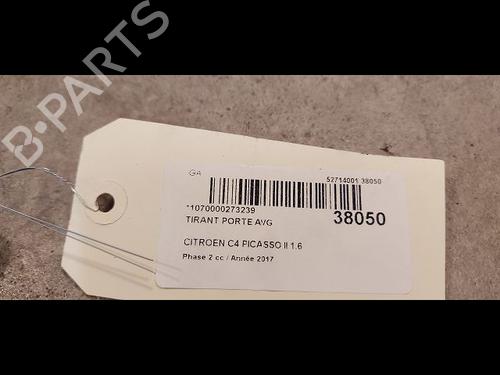 B-PARTS
GA
52714001 38050
*1070000273239
38050
TIRANT PORTE AVG
CITROEN C4 PICASSO II 1.6
Phase 2 cc / Année 2017